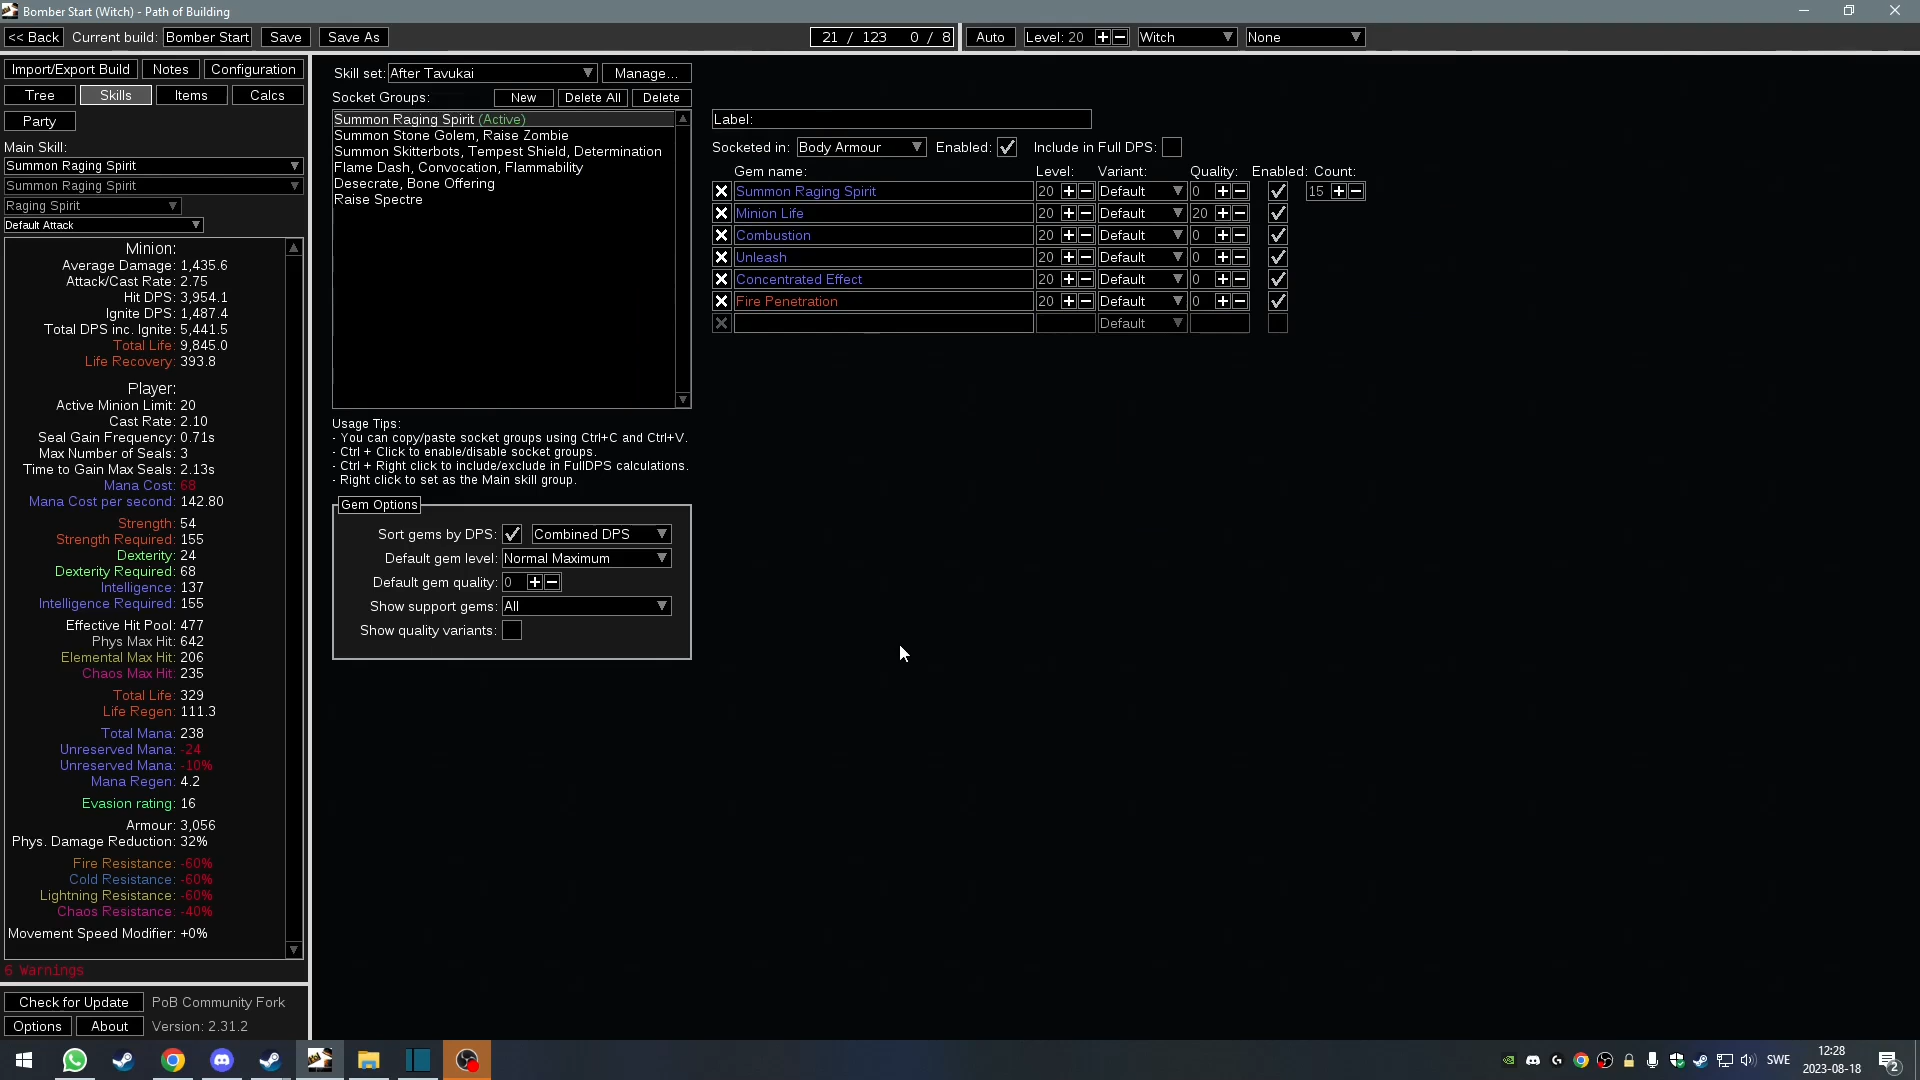 Bomber Start (Witch) - Path of Building
<< Back Current build: Bomber Start Save Save As 21 / 123 0 / 8 Auto Level: 20 Witch None
Import/Export Build Notes Configuration
Tree Skills Items Calcs
Party
Main Skill:
Summon Raging Spirit
Summon Raging Spirit
Raging Spirit
Default Attack
Minion:
Average Damage: 1,435.6
Attack/Cast Rate: 2.75
Hit DPS: 3,954.1
Ignite DPS: 1,487.4
Total DPS inc. Ignite: 5,441.5
Total Life: 9,845.0
Life Recovery: 393.8
Player:
Active Minion Limit: 20
Cast Rate: 2.10
Seal Gain Frequency: 0.71s
Max Number of Seals: 3
Time to Gain Max Seals: 2.13s
Mana Cost: 68
Mana Cost per second: 142.80
Strength: 54
Strength Required: 155
Dexterity: 24
Dexterity Required: 68
Intelligence: 137
Intelligence Required: 155
Effective Hit Pool: 477
Phys Max Hit: 642
Elemental Max Hit: 206
Chaos Max Hit: 235
Total Life: 329
Life Regen: 111.3
Total Mana: 238
Unreserved Mana: -24
Unreserved Mana: -10%
Mana Regen: 4.2
Evasion rating: 16
Armour: 3,056
Phys. Damage Reduction: 32%
Fire Resistance: -60%
Cold Resistance: -60%
Lightning Resistance: -60%
Chaos Resistance: -40%
Movement Speed Modifier: +0%
6 Warnings
Check for Update PoB Community Fork
Options About Version: 2.31.2
Skill set: After Tavukai Manage...
Socket Groups: New Delete All Delete
Summon Raging Spirit (Active)
Summon Stone Golem, Raise Zombie
Summon Skitterbots, Tempest Shield, Determination
Flame Dash, Convocation, Flammability
Desecrate, Bone Offering
Raise Spectre
Usage Tips:
- You can copy/paste socket groups using Ctrl+C and Ctrl+V.
- Ctrl + Click to enable/disable socket groups.
- Ctrl + Right click to include/exclude in FullDPS calculations.
- Right click to set as the Main skill group.
Gem Options
Sort gems by DPS: Combined DPS
Default gem level: Normal Maximum
Default gem quality: 0
Show support gems: All
Show quality variants:
Label:
Socketed in: Body Armour Enabled: Include in Full DPS:
Gem name: Level: Variant: Quality: Enabled: Count:
Summon Raging Spirit 20 Default 0 15
Minion Life 20 Default 20
Combustion 20 Default 0
Unleash 20 Default 0
Concentrated Effect 20 Default 0
Fire Penetration 20 Default 0
Default
SWE
12:28
2023-08-18
2